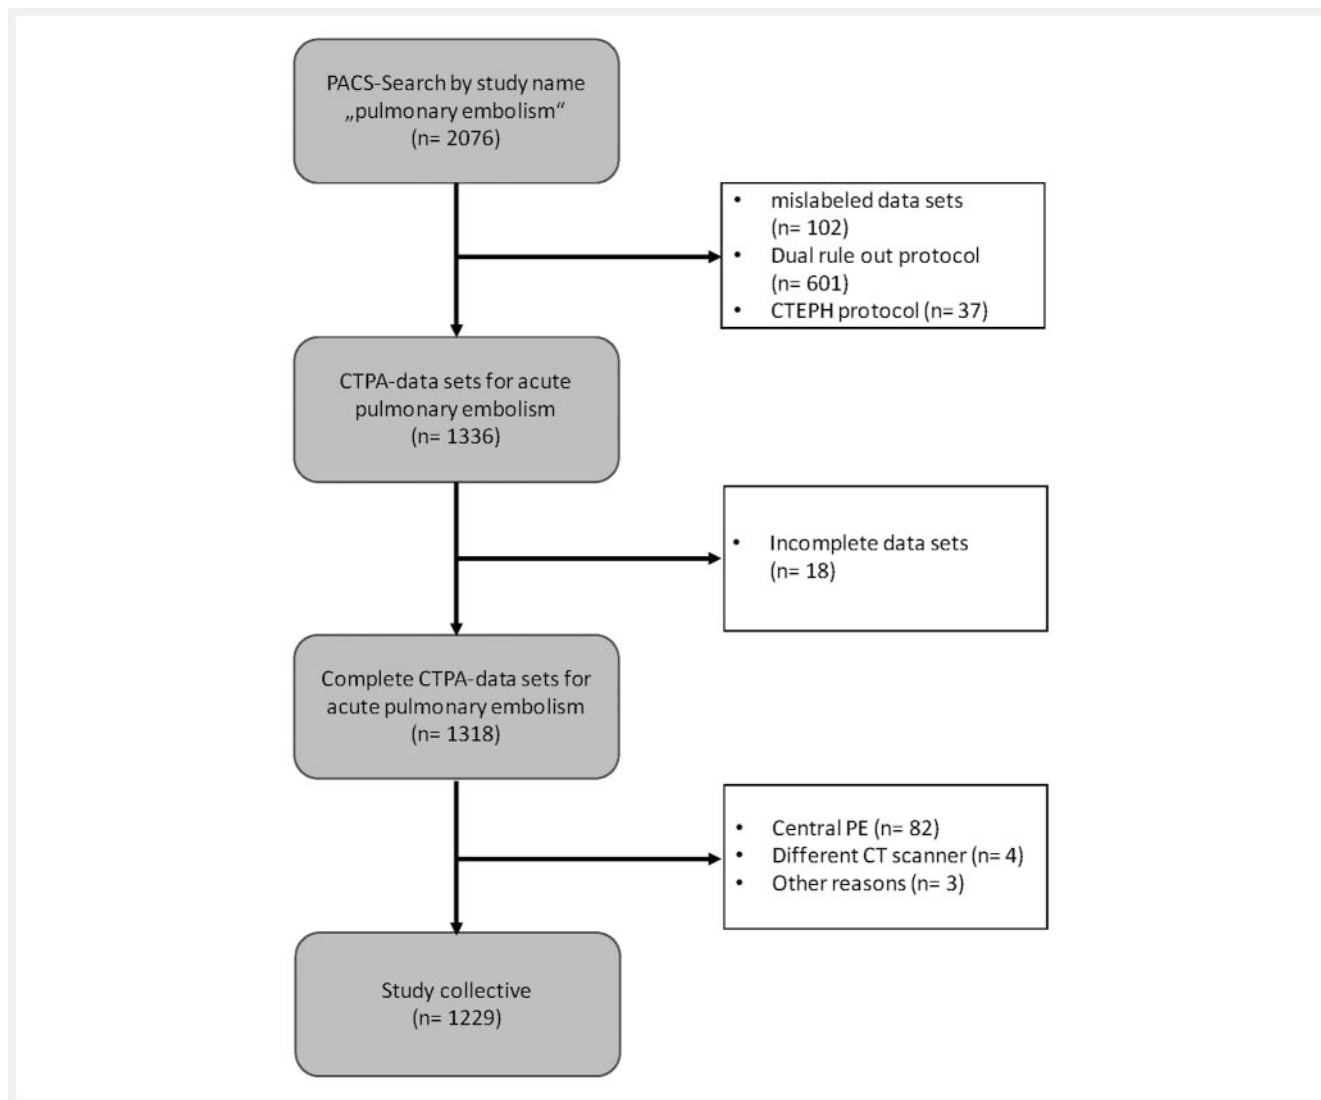 PACS-Search by study name
„pulmonary embolism“
(n= 2076)
• mislabeled data sets
(n= 102)
• Dual rule out protocol
(n= 601)
• CTEPH protocol (n= 37)
CTPA-data sets for acute
pulmonary embolism
(n= 1336)
• Incomplete data sets
(n= 18)
Complete CTPA-data sets for
acute pulmonary embolism
(n= 1318)
• Central PE (n= 82)
• Different CT scanner (n= 4)
• Other reasons (n= 3)
Study collective
(n= 1229)